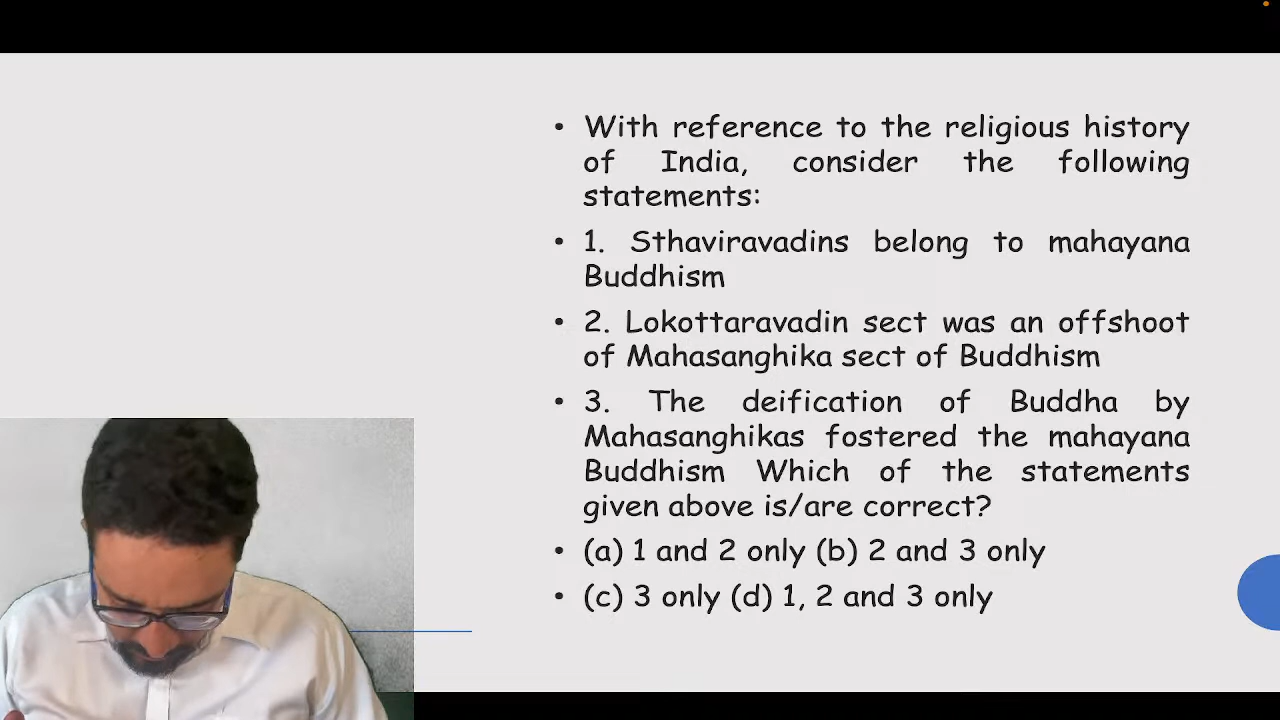 • With reference to the religious history
of India, consider the following
statements:
• 1. Sthaviravadins belong to mahayana
Buddhism
• 2. Lokottaravadin sect was an offshoot
of Mahasanghika sect of Buddhism
• 3. The deification of Buddha by
Mahasanghikas fostered the mahayana
Buddhism Which of the statements
given above is/are correct?
• (a) 1 and 2 only (b) 2 and 3 only
• (c) 3 only (d) 1, 2 and 3 only